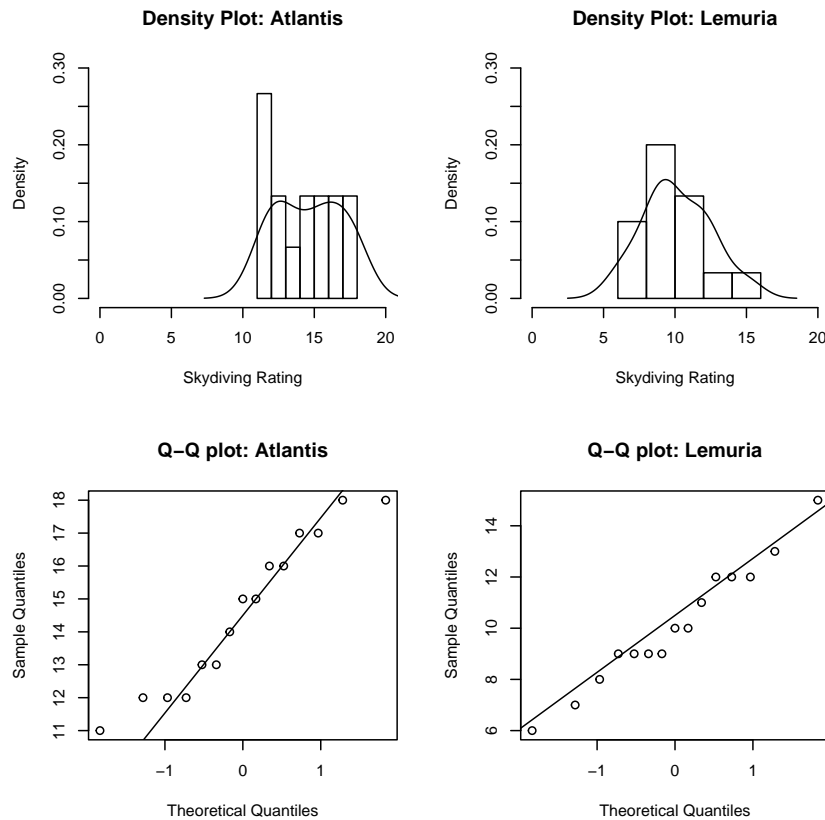 Density Plot: Atlantis
0.30
0.20
0.10
0.00
Density
0 5 10 15 20
Skydiving Rating
Density Plot: Lemuria
0.30
0.20
0.10
0.00
Density
0 5 10 15 20
Skydiving Rating
Q−Q plot: Atlantis
18
17
16
15
14
13
12
11
Sample Quantiles
−1 0 1
Theoretical Quantiles
Q−Q plot: Lemuria
14
12
10
8
6
Sample Quantiles
−1 0 1
Theoretical Quantiles